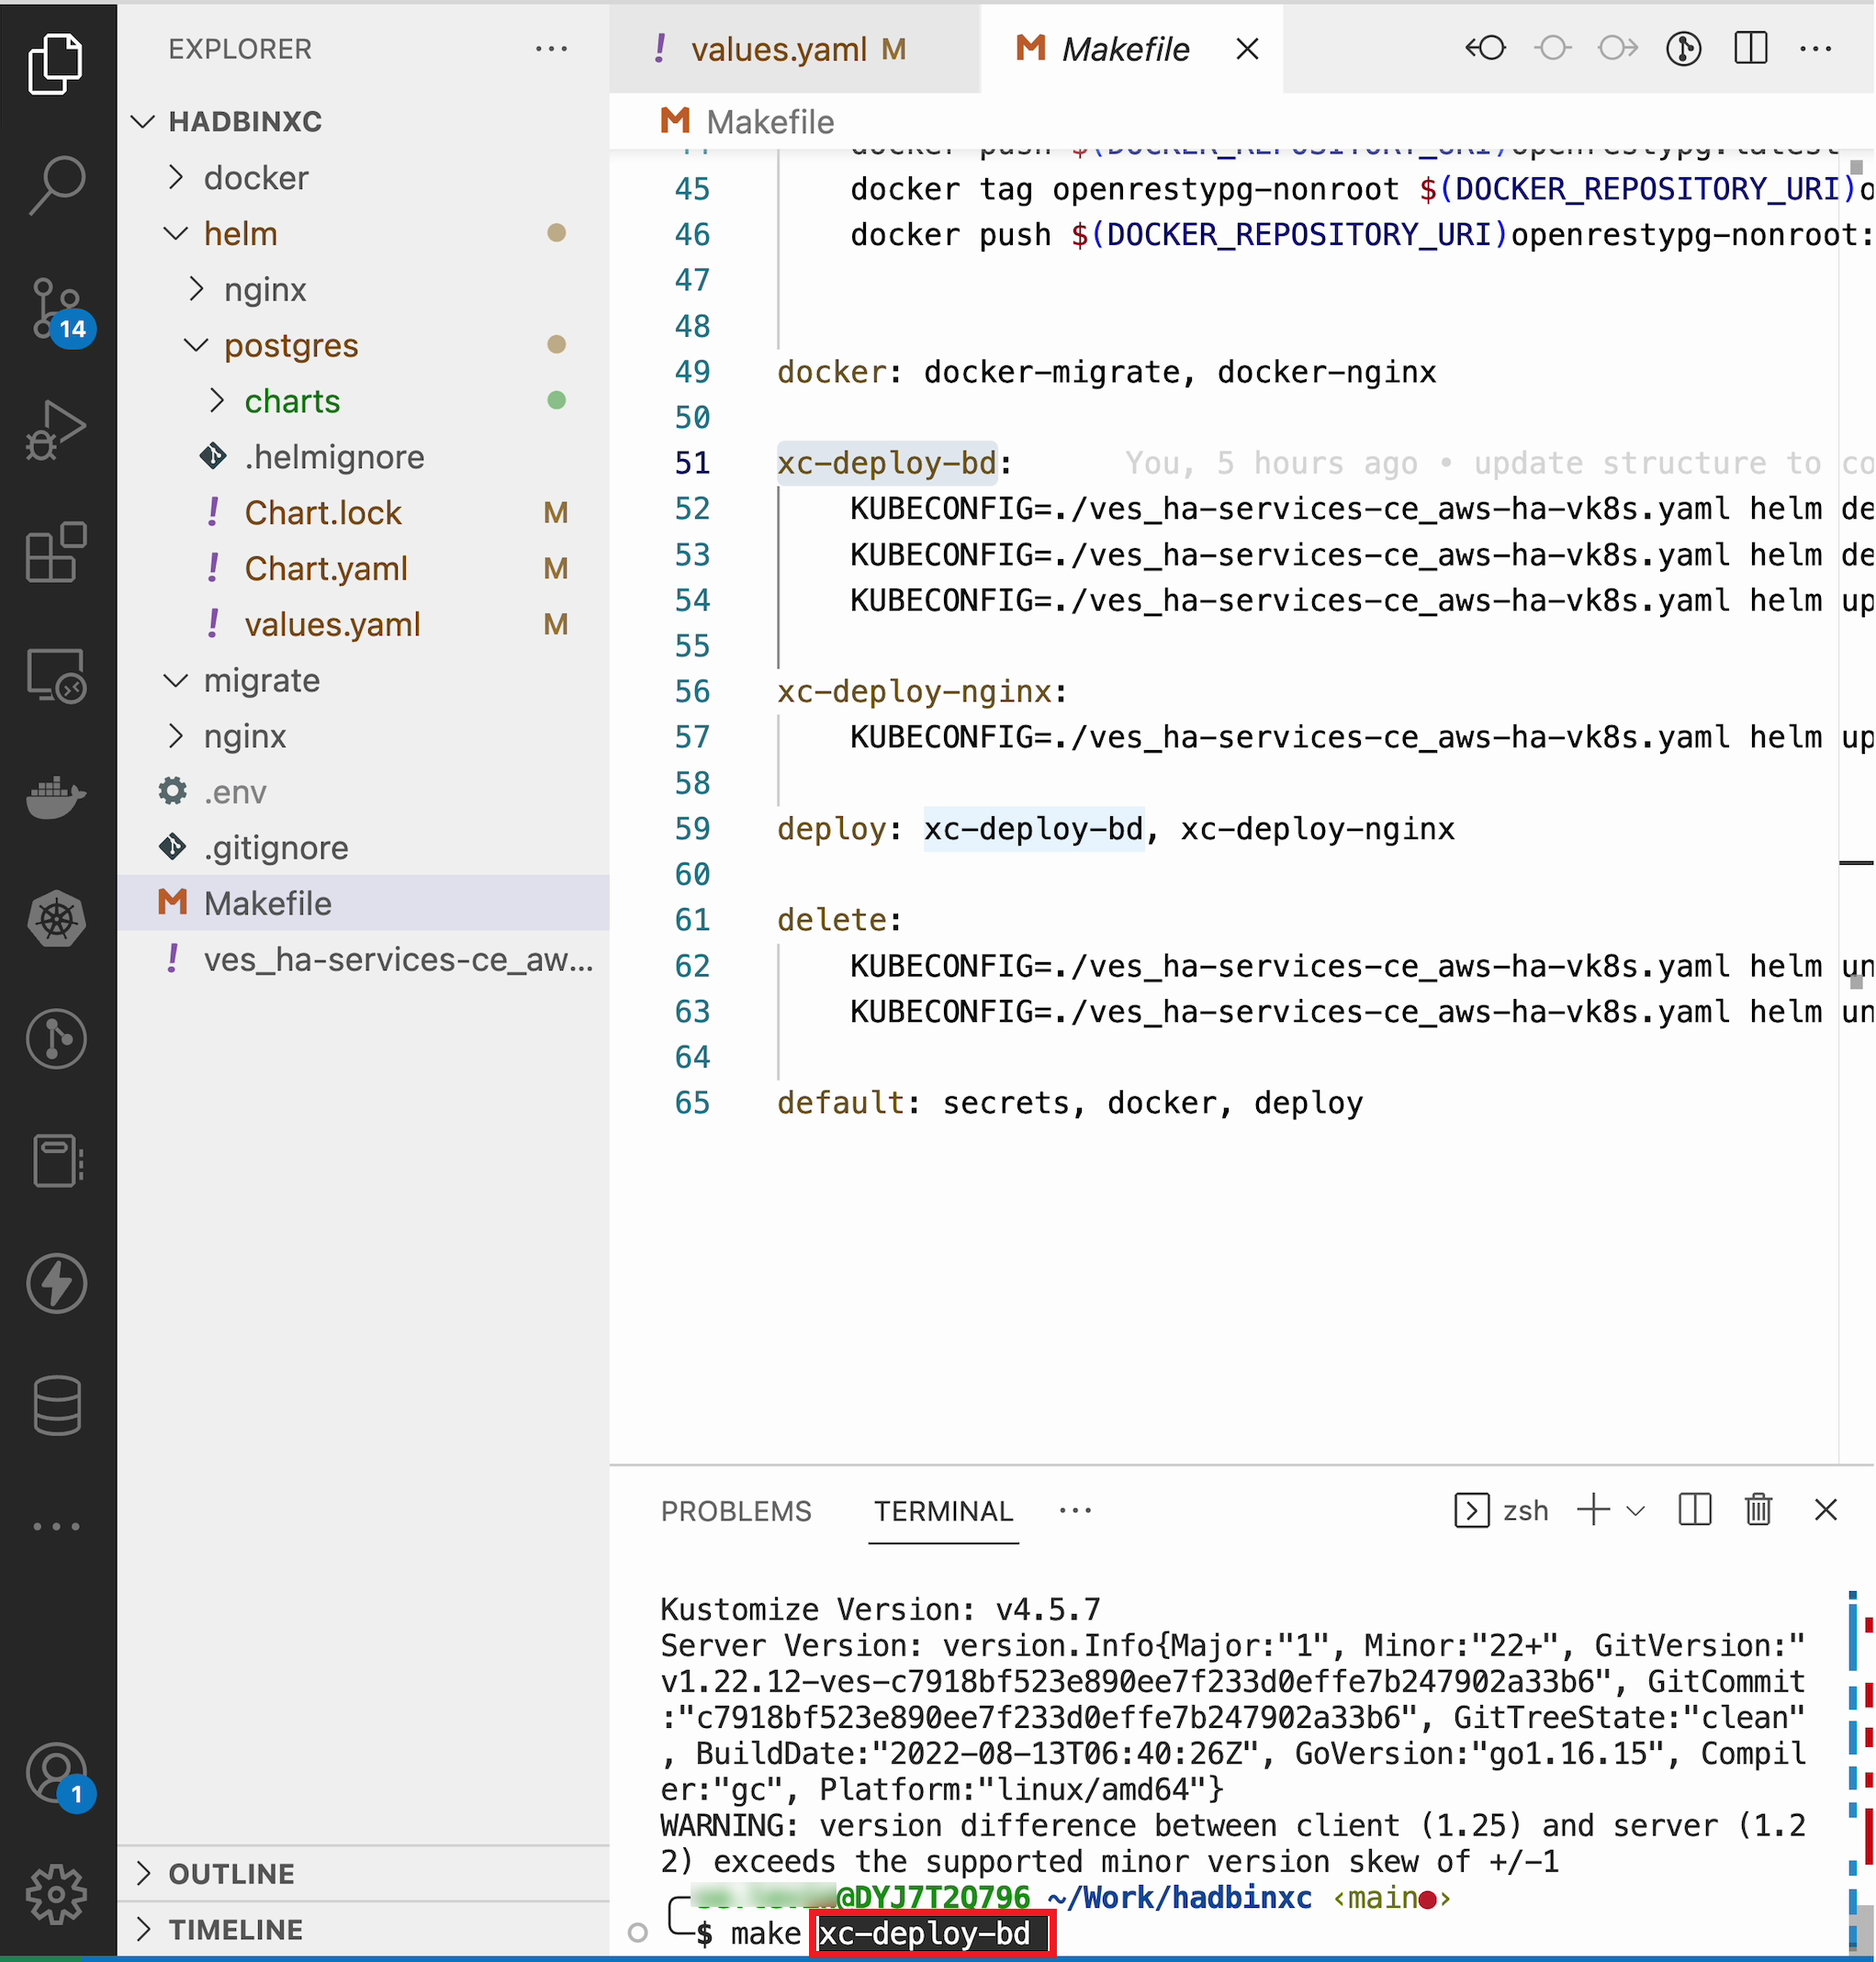 EXPLORER
HADBINXC
docker
helm
nginx
postgres
charts
.helmignore
Chart.lock M
Chart.yaml M
values.yaml M
migrate
nginx
.env
.gitignore
Makefile
ves_ha-services-ce_aw...
OUTLINE
TIMELINE
14
1
values.yaml M
Makefile
Makefile
docker push $(DOCKER_REPOSITORY_URI)openrestypg:latest
45 docker tag openrestypg-nonroot $(DOCKER_REPOSITORY_URI)o
46 docker push $(DOCKER_REPOSITORY_URI)openrestypg-nonroot:
47
48
49 docker: docker-migrate, docker-nginx
50
51 xc-deploy-bd: You, 5 hours ago • update structure to co
52 KUBECONFIG=./ves_ha-services-ce_aws-ha-vk8s.yaml helm de
53 KUBECONFIG=./ves_ha-services-ce_aws-ha-vk8s.yaml helm de
54 KUBECONFIG=./ves_ha-services-ce_aws-ha-vk8s.yaml helm up
55
56 xc-deploy-nginx:
57 KUBECONFIG=./ves_ha-services-ce_aws-ha-vk8s.yaml helm up
58
59 deploy: xc-deploy-bd, xc-deploy-nginx
60
61 delete:
62 KUBECONFIG=./ves_ha-services-ce_aws-ha-vk8s.yaml helm un
63 KUBECONFIG=./ves_ha-services-ce_aws-ha-vk8s.yaml helm un
64
65 default: secrets, docker, deploy
PROBLEMS TERMINAL zsh
Kustomize Version: v4.5.7
Server Version: version.Info{Major:"1", Minor:"22+", GitVersion:"
v1.22.12-ves-c7918bf523e890ee7f233d0effe7b247902a33b6", GitCommit
:"c7918bf523e890ee7f233d0effe7b247902a33b6", GitTreeState:"clean"
, BuildDate:"2022-08-13T06:40:26Z", GoVersion:"go1.16.15", Compil
er:"gc", Platform:"linux/amd64"}
WARNING: version difference between client (1.25) and server (1.2
2) exceeds the supported minor version skew of +/-1
@DYJ7T2Q796 ~/Work/hadbinxc ‹main●›
$ make xc-deploy-bd